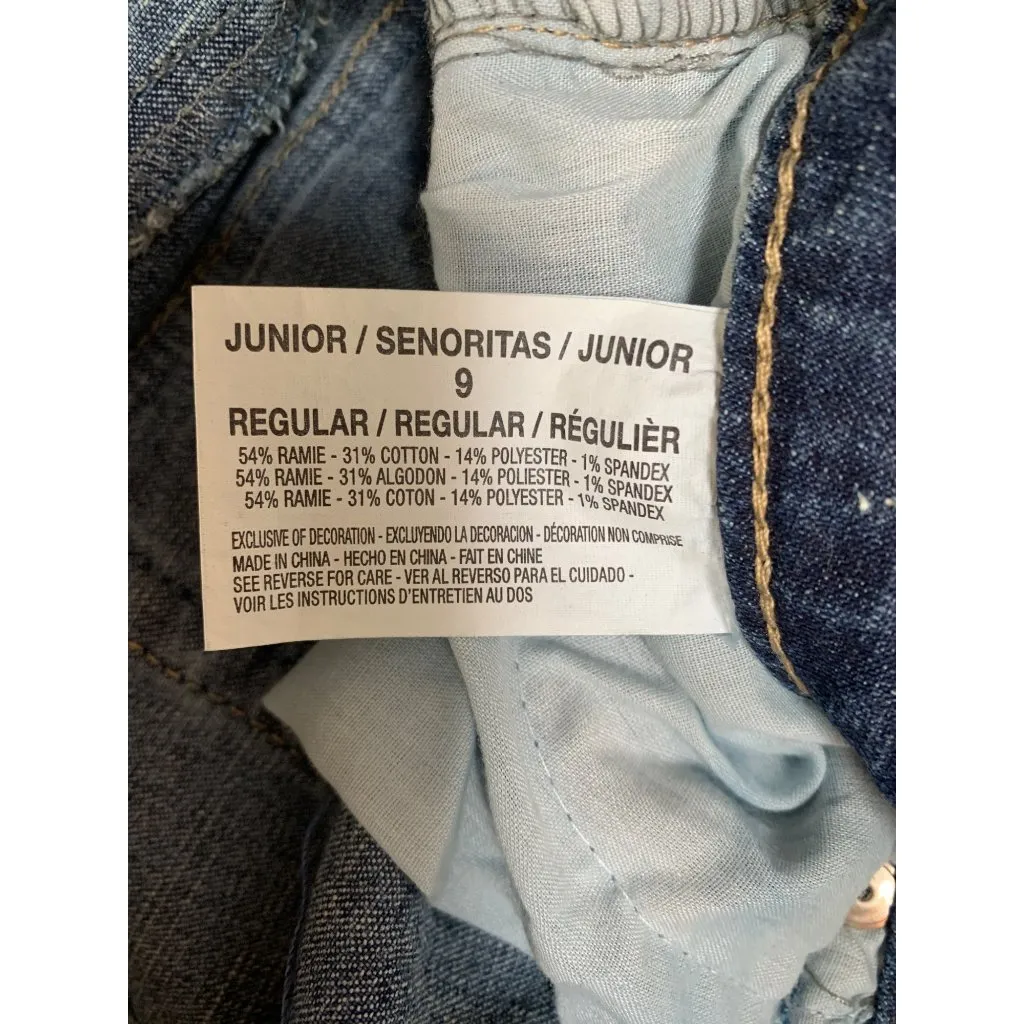 JUNIOR / SENORITAS / JUNIOR
9
REGULAR / REGULAR / RÉGULIÈR
54% RAMIE - 31% COTTON - 14% POLYESTER - 1% SPANDEX
54% RAMIE - 31% ALGODON - 14% POLIESTER - 1% SPANDEX
54% RAMIE - 31% COTON - 14% POLYESTER - 1% SPANDEX
EXCLUSIVE OF DECORATION - EXCLUYENDO LA DECORACION - DÉCORATION NON COMPRISE
MADE IN CHINA - HECHO EN CHINA - FAIT EN CHINE
SEE REVERSE FOR CARE - VER AL REVERSO PARA EL CUIDADO -
VOIR LES INSTRUCTIONS D'ENTRETIEN AU DOS